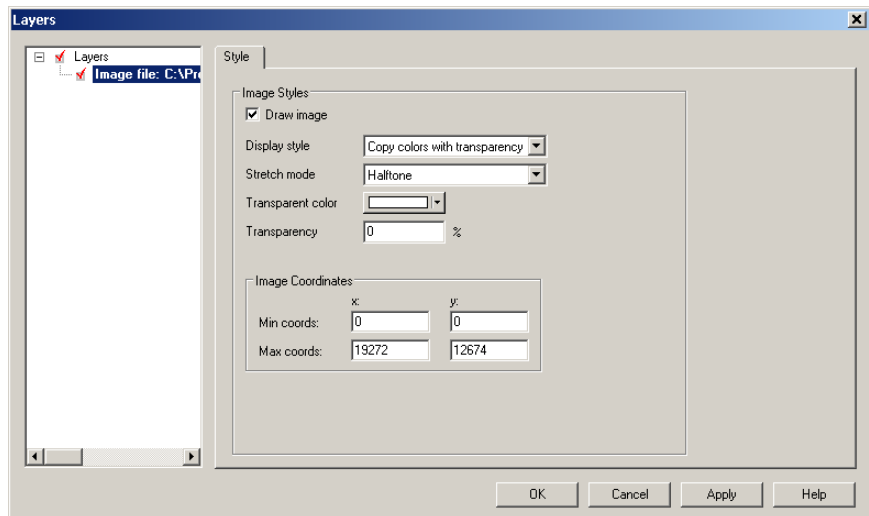 Layers
Layers
Image file: C:\Pro
Style
Image Styles
Draw image
Display style Copy colors with transparency
Stretch mode Halftone
Transparent color
Transparency 0 %
Image Coordinates
x: y:
Min coords: 0 0
Max coords: 19272 12674
OK Cancel Apply Help